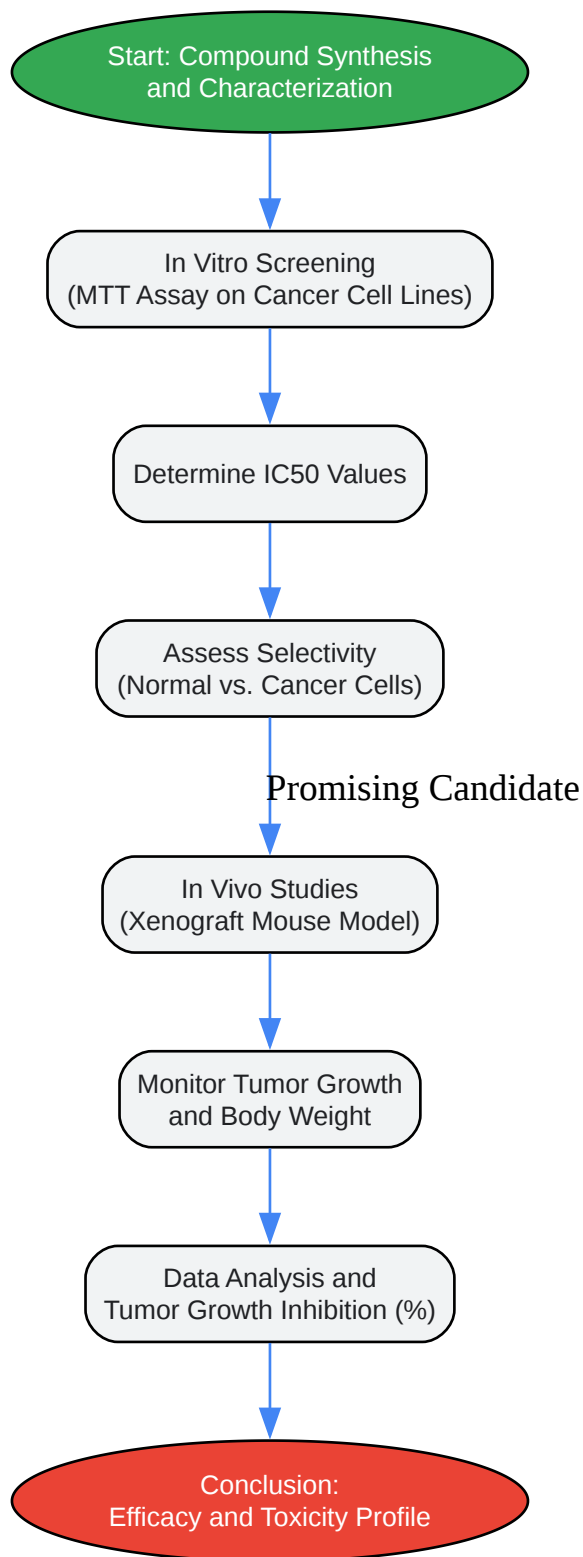 Start: Compound Synthesis
and Characterization
In Vitro Screening
(MTT Assay on Cancer Cell Lines)
Determine IC50 Values
Assess Selectivity
(Normal vs. Cancer Cells)
Promising Candidate
In Vivo Studies
(Xenograft Mouse Model)
Monitor Tumor Growth
and Body Weight
Data Analysis and
Tumor Growth Inhibition (%)
Conclusion:
Efficacy and Toxicity Profile